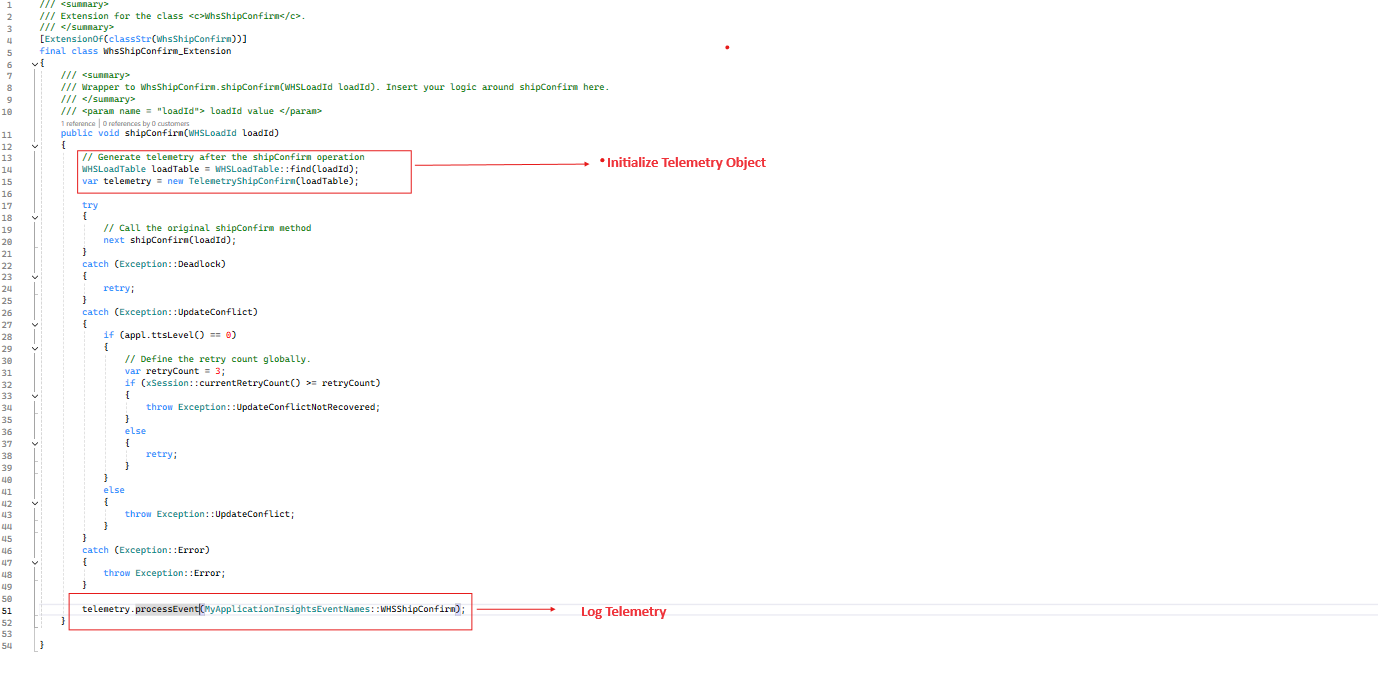 1 /// <summary>
2 /// Extension for the class <c>WhsShipConfirm</c>.
3 /// </summary>
4 [ExtensionOf(classStr(WhsShipConfirm))]
5 final class WhsShipConfirm_Extension
6 {
7 /// <summary>
8 /// Wrapper to WhsShipConfirm.shipConfirm(WHSLoadId loadId). Insert your logic around shipConfirm here.
9 /// </summary>
10 /// <param name = "loadId"> loadId value </param>
1 reference | 0 references by 0 customers
11 public void shipConfirm(WHSLoadId loadId)
12 {
13 // Generate telemetry after the shipConfirm operation
14 WHSLoadTable loadTable = WHSLoadTable::find(loadId);
• Initialize Telemetry Object
15 var telemetry = new TelemetryShipConfirm(loadTable);
16
17 try
18 {
19 // Call the original shipConfirm method
20 next shipConfirm(loadId);
21 }
22 catch (Exception::Deadlock)
23 {
24 retry;
25 }
26 catch (Exception::UpdateConflict)
27 {
28 if (appl.ttsLevel() == 0)
29 {
30 // Define the retry count globally.
31 var retryCount = 3;
32 if (xSession::currentRetryCount() >= retryCount)
33 {
34 throw Exception::UpdateConflictNotRecovered;
35 }
36 else
37 {
38 retry;
39 }
40 }
41 else
42 {
43 throw Exception::UpdateConflict;
44 }
45 }
46 catch (Exception::Error)
47 {
48 throw Exception::Error;
49 }
50
51 telemetry.processEvent(MyApplicationInsightsEventNames::WHSShipConfirm);
Log Telemetry
52 }
53
54 }